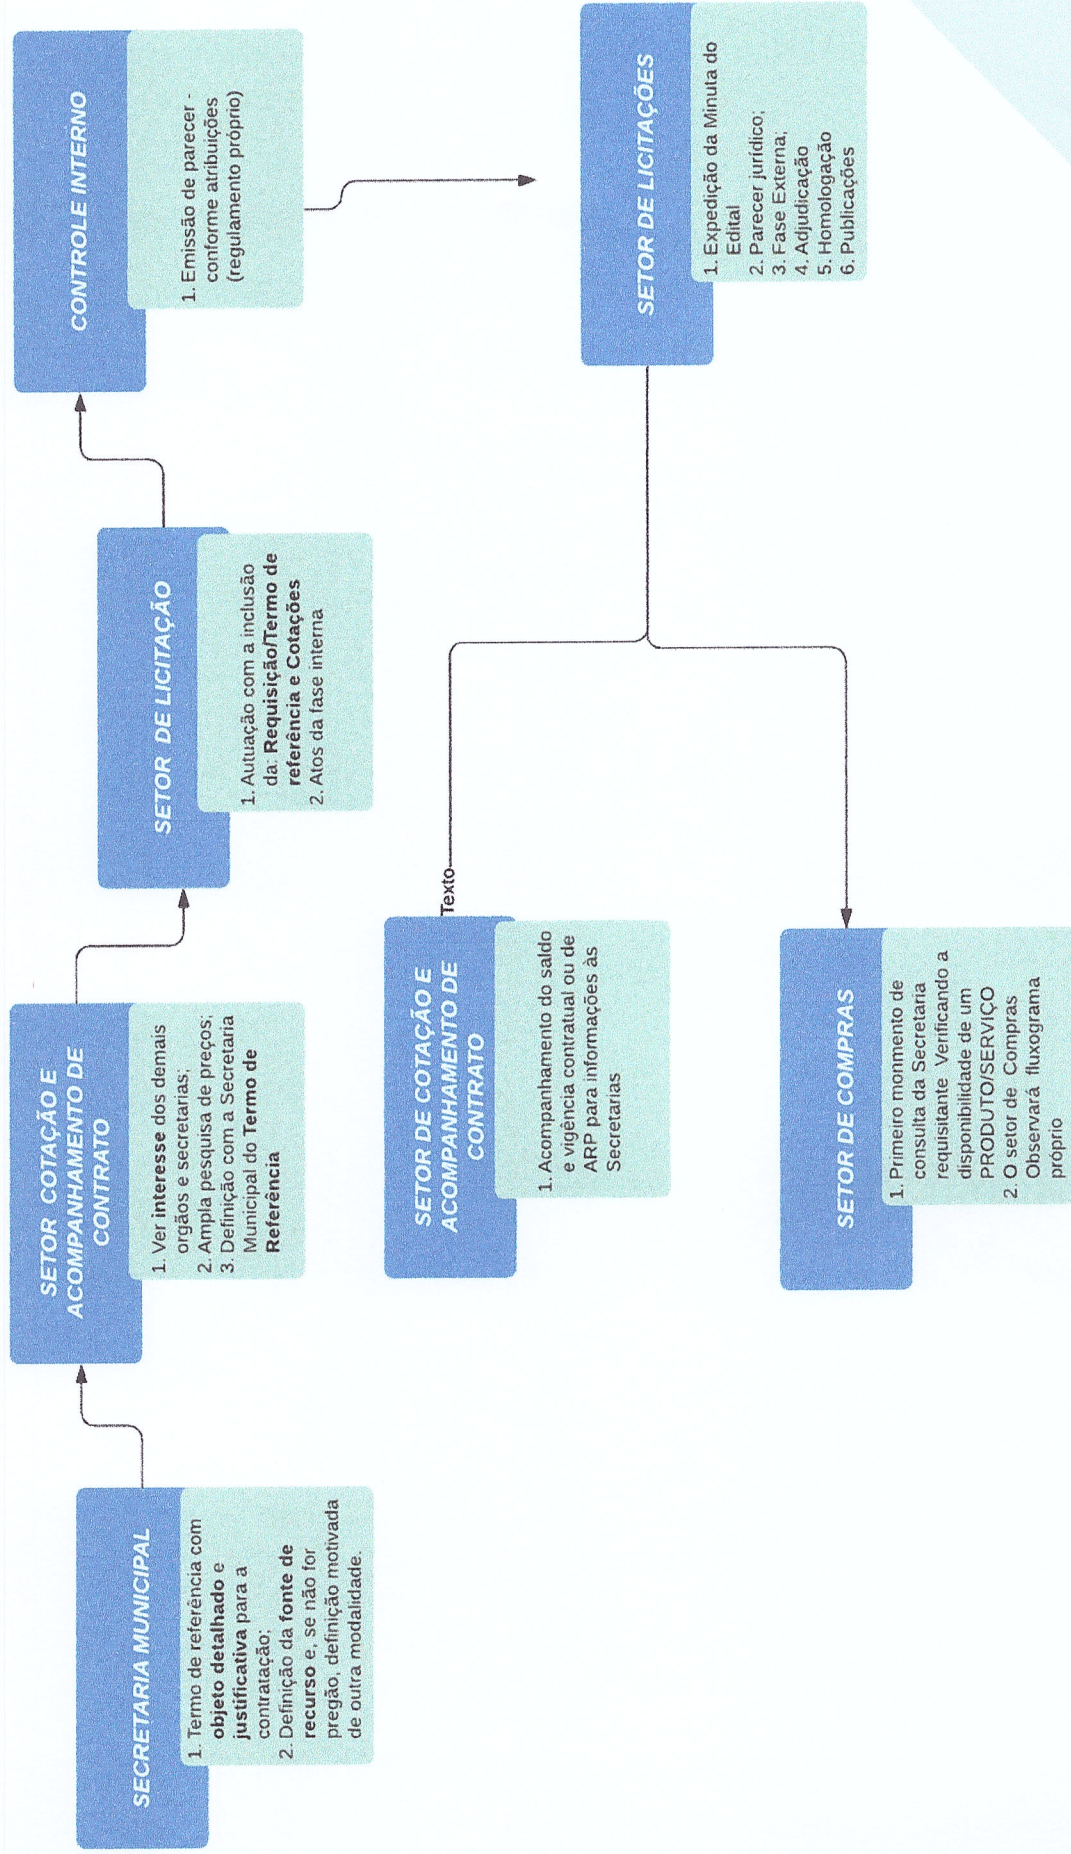 SECRETARIA MUNICIPAL
1. Termo de referência com
objeto detalhado e
justificativa para a
contratação;
2. Definição da fonte de
recurso e, se não for
pregão, definição motivada
de outra modalidade.
SETOR COTAÇÃO E
ACOMPANHAMENTO DE
CONTRATO
1. Ver interesse dos demais
orgãos e secretarias;
2. Ampla pesquisa de preços;
3. Definição com a Secretaria
Municipal do Termo de
Referência
SETOR DE LICITAÇÃO
1. Autuação com a inclusão
da: Requisição/Termo de
referência e Cotações
2. Atos da fase interna
CONTROLE INTERNO
1. Emissão de parecer -
conforme atribuições
(regulamento próprio)
SETOR DE LICITAÇÕES
1. Expedição da Minuta do
Edital
2. Parecer jurídico;
3. Fase Externa;
4. Adjudicação
5. Homologação
6. Publicações
Texto
SETOR DE COTAÇÃO E
ACOMPANHAMENTO DE
CONTRATO
1. Acompanhamento do saldo
e vigência contratual ou de
ARP para informações às
Secretarias
SETOR DE COMPRAS
1. Primeiro mommento de
consulta da Secretaria
requisitante Verificando a
disponibilidade de um
PRODUTO/SERVIÇO
2. O setor de Compras
Observará fluxograma
próprio